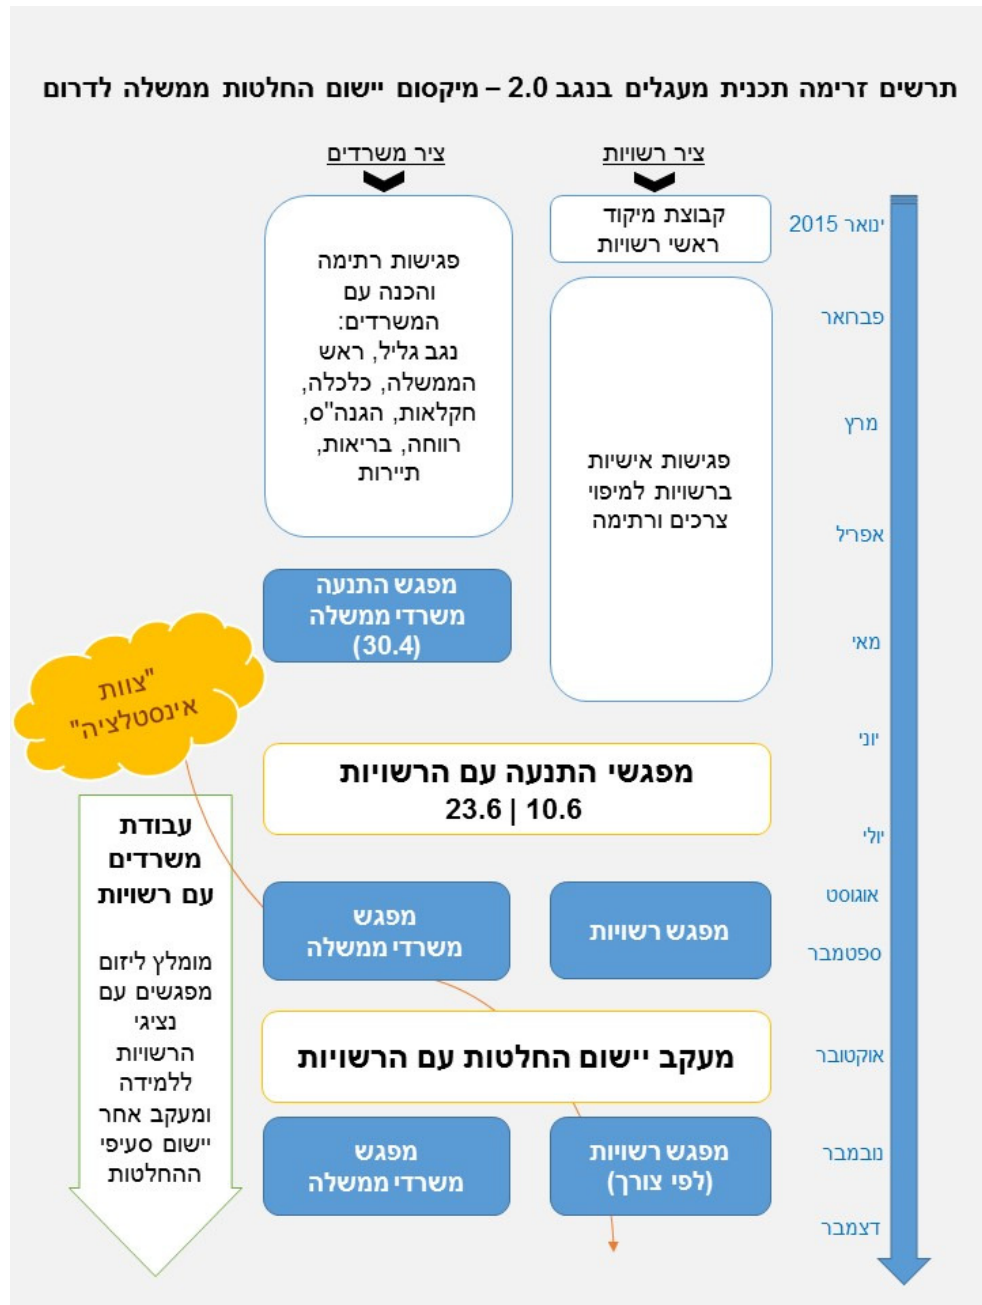 תרשים זרימה תכנית מעגלים בנגב 2.0 – מיקסום יישום החלטות ממשלה לדרום
ציר רשויות
ציר משרדים
ינואר 2015
פברואר
מרץ
אפריל
מאי
יוני
יולי
אוגוסט
ספטמבר
אוקטובר
נובמבר
דצמבר
קבוצת מיקוד
ראשי רשויות
פגישות אישיות
ברשויות למיפוי
צרכים ורתימה
פגישות רתימה
והכנה עם
המשרדים:
נגב גליל, ראש
הממשלה, כלכלה,
חקלאות, הגנה"ס,
רווחה, בריאות,
תיירות
מפגש התנעה
משרדי ממשלה
(30.4)
"צוות
אינסטלציה"
מפגשי התנעה עם הרשויות
10.6 | 23.6
מפגש רשויות
מפגש
משרדי ממשלה
מעקב יישום החלטות עם הרשויות
מפגש רשויות
(לפי צורך)
מפגש
משרדי ממשלה
עבודת
משרדים
עם רשויות
מומלץ ליזום
מפגשים עם
נציגי
הרשויות
ללמידה
ומעקב אחר
יישום סעיפי
ההחלטות